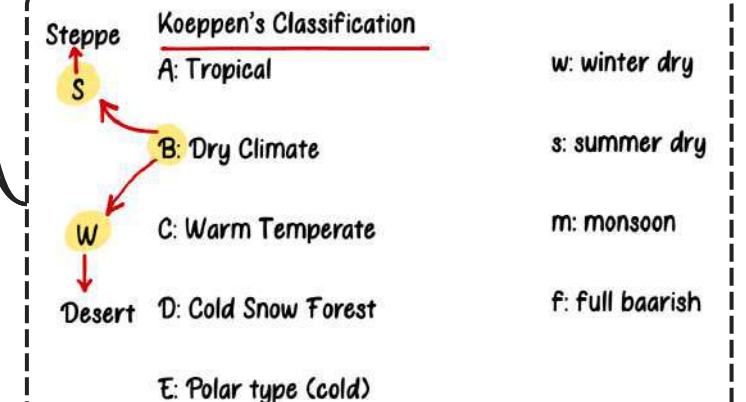 Koeppen's Classification
Steppe
S
A: Tropical
B: Dry Climate
W
Desert
C: Warm Temperate
D: Cold Snow Forest
E: Polar type (cold)
w: winter dry
s: summer dry
m: monsoon
f: full baarish